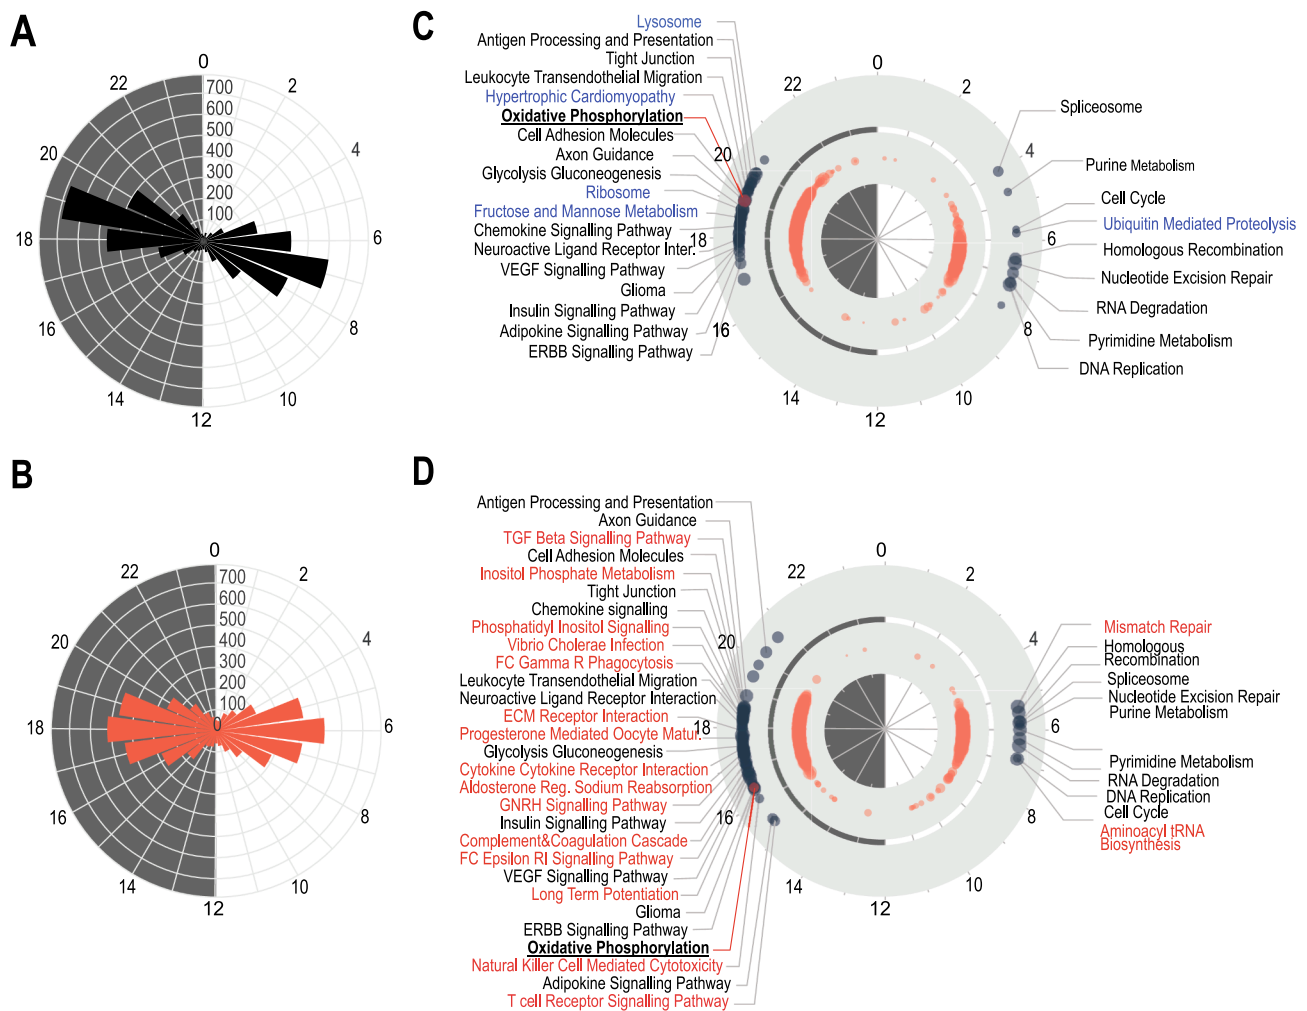 A
0
2
4
6
8
10
12
14
16
18
20
22
700
600
500
400
300
200
100
B
0
2
4
6
8
10
12
14
16
18
20
22
700
600
500
400
300
200
100
0
C
Lysosome
Antigen Processing and Presentation
Tight Junction
Leukocyte Transendothelial Migration
Hypertrophic Cardiomyopathy
Oxidative Phosphorylation
Cell Adhesion Molecules
Axon Guidance
Glycolysis Gluconeogenesis
Ribosome
Fructose and Mannose Metabolism
Chemokine Signalling Pathway
Neuroactive Ligand Receptor Inter.
VEGF Signalling Pathway
Glioma
Insulin Signalling Pathway
Adipokine Signalling Pathway
ERBB Signalling Pathway
0
2
4
6
8
10
12
14
16
18
20
22
Spliceosome
Purine Metabolism
Cell Cycle
Ubiquitin Mediated Proteolysis
Homologous Recombination
Nucleotide Excision Repair
RNA Degradation
Pyrimidine Metabolism
DNA Replication
D
Antigen Processing and Presentation
Axon Guidance
TGF Beta Signalling Pathway
Cell Adhesion Molecules
Inositol Phosphate Metabolism
Tight Junction
Chemokine signalling
Phosphatidyl Inositol Signalling
Vibrio Cholerae Infection
FC Gamma R Phagocytosis
Leukocyte Transendothelial Migration
Neuroactive Ligand Receptor Interaction
ECM Receptor Interaction
Progesterone Mediated Oocyte Matur.
Glycolysis Gluconeogenesis
Cytokine Cytokine Receptor Interaction
Aldosterone Reg. Sodium Reabsorption
GNRH Signalling Pathway
Insulin Signalling Pathway
Complement&Coagulation Cascade
FC Epsilon RI Signalling Pathway
VEGF Signalling Pathway
Long Term Potentiation
Glioma
ERBB Signalling Pathway
Oxidative Phosphorylation
Natural Killer Cell Mediated Cytotoxicity
Adipokine Signalling Pathway
T cell Receptor Signalling Pathway
0
2
4
6
8
10
12
14
16
18
20
22
Mismatch Repair
Homologous
Recombination
Spliceosome
Nucleotide Excision Repair
Purine Metabolism
Pyrimidine Metabolism
RNA Degradation
DNA Replication
Cell Cycle
Aminoacyl tRNA
Biosynthesis